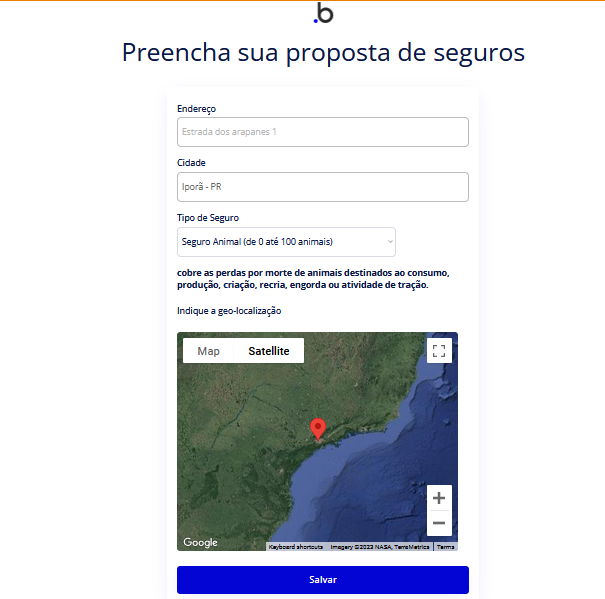 .b
Preencha sua proposta de seguros
Endereço
Estrada dos arapanes 1
Cidade
Iporã - PR
Tipo de Seguro
Seguro Animal (de 0 até 100 animais)
cobre as perdas por morte de animais destinados ao consumo,
produção, criação, recria, engorda ou atividade de tração.
Indique a geo-localização
Map Satellite
Google
Keyboard shortcuts Imagery ©2023 NASA, TerraMetrics Terms
Salvar